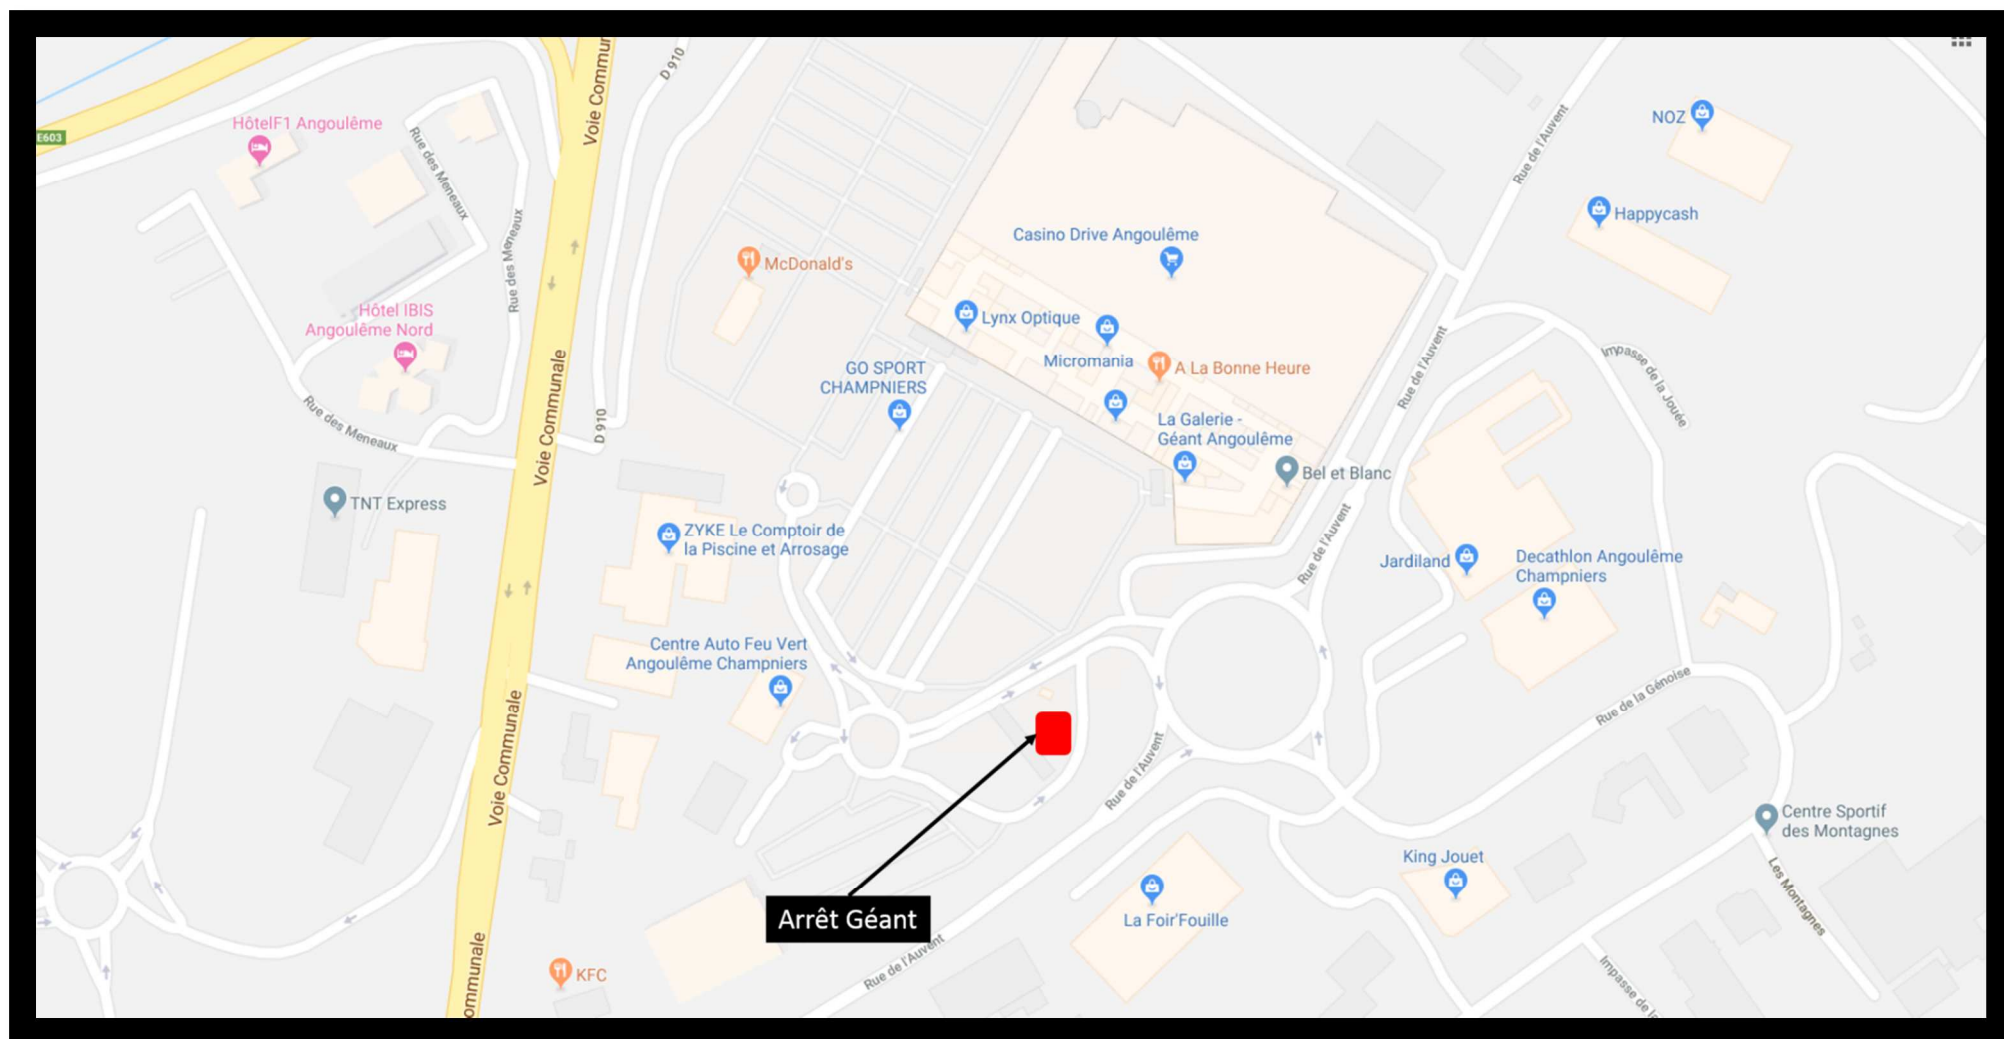 Voie Commun
D 910
E603
HôtelF1 Angoulême
Rue des Meneaux
Rue des Meneaux
NOZ
Rue de l'Auvent
Happycash
Casino Drive Angoulême
McDonald's
Hôtel IBIS
Angoulême Nord
Lynx Optique
Micromania
A La Bonne Heure
GO SPORT
CHAMPNIERS
Rue de l'Auvent
Impasse de la Jouée
Rue des Meneaux
Voie Communale
D 910
La Galerie -
Géant Angoulême
Bel et Blanc
TNT Express
ZYKE Le Comptoir de
la Piscine et Arrosage
Rue de l'Auvent
Jardiland
Decathlon Angoulême
Champniers
Centre Auto Feu Vert
Angoulême Champniers
Rue de la Génoise
Voie Communale
Rue de l'Auvent
Centre Sportif
des Montagnes
King Jouet
Les Montagnes
La Foir'Fouille
Arrêt Géant
Rue de l'Auvent
KFC
ommunale
Impasse de la